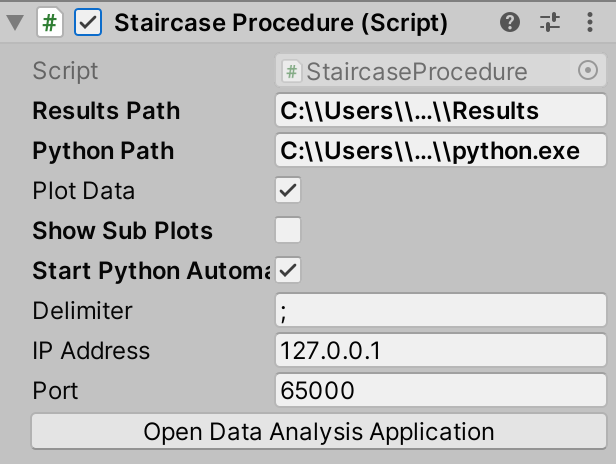 Staircase Procedure (Script)
Script # StaircaseProcedure
Results Path C:\\Users\\...\\Results
Python Path C:\\Users\\...\\python.exe
Plot Data
Show Sub Plots
Start Python Automa
Delimiter ;
IP Address 127.0.0.1
Port 65000
Open Data Analysis Application